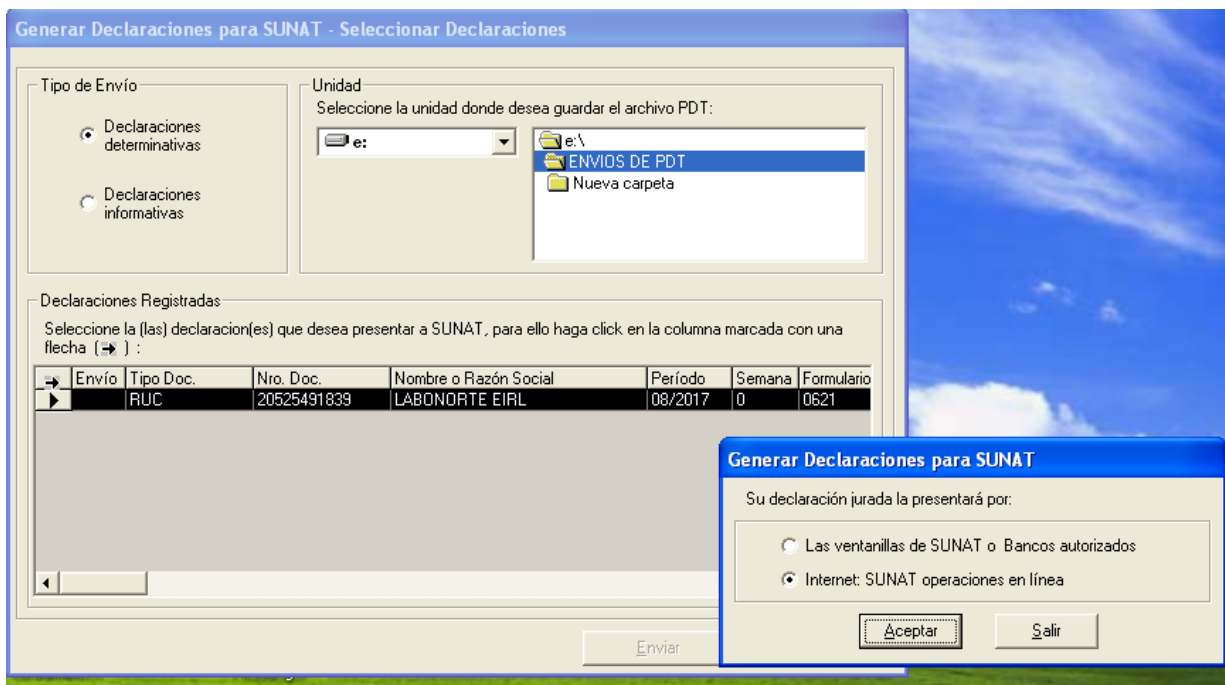 Generar Declaraciones para SUNAT - Seleccionar Declaraciones
Tipo de Envío
Declaraciones
determinativas
Declaraciones
informativas
Unidad
Seleccione la unidad donde desea guardar el archivo PDT:
e:
e:\
ENVIOS DE PDT
Nueva carpeta
Declaraciones Registradas
Seleccione la (las) declaracion(es) que desea presentar a SUNAT, para ello haga click en la columna marcada con una
flecha ( ) :
Envío Tipo Doc. Nro. Doc. Nombre o Razón Social Período Semana Formulario
RUC 20525491839 LABONORTE EIRL 08/2017 0 0621
Enviar
Generar Declaraciones para SUNAT
Su declaración jurada la presentará por:
Las ventanillas de SUNAT o Bancos autorizados
Internet: SUNAT operaciones en línea
Aceptar Salir